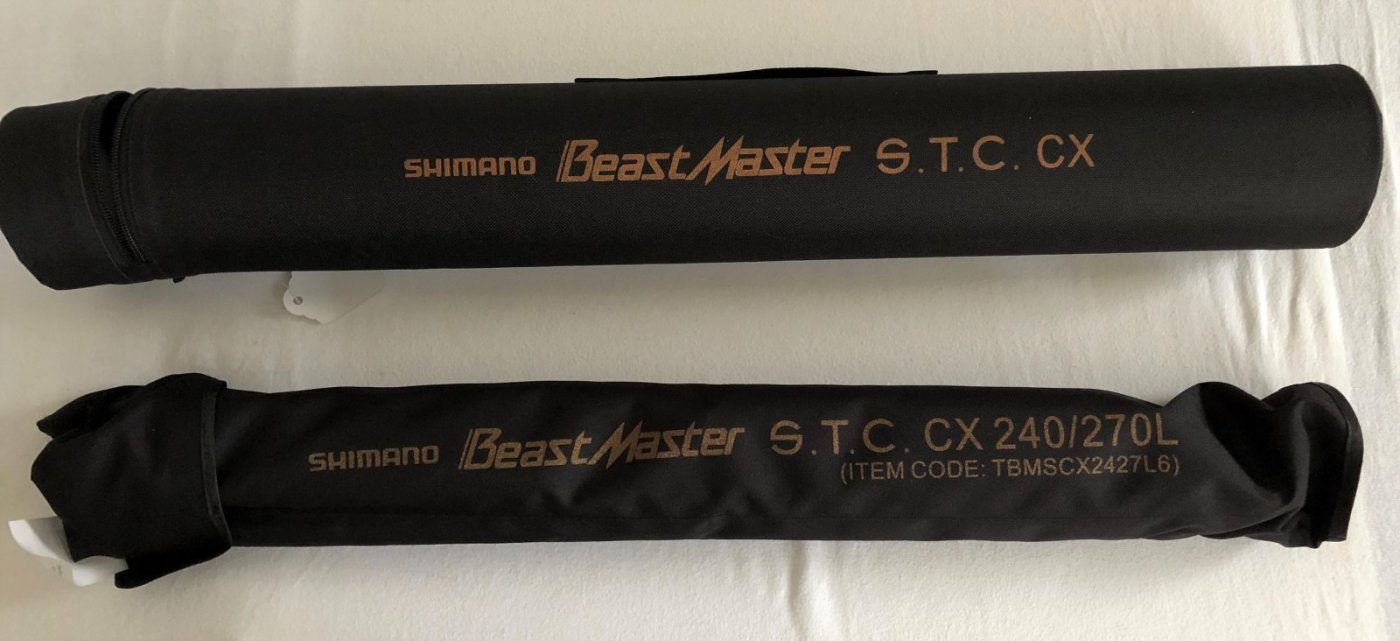 SHIMANO BeastMaster S.T.C. CX
SHIMANO BeastMaster S.T.C. CX 240/270L
(ITEM CODE: TBMSCX2427L6)